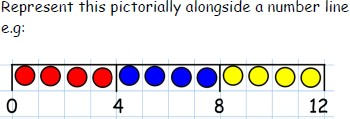 Represent this pictorially alongside a number line
e.g:
0 4 8 12